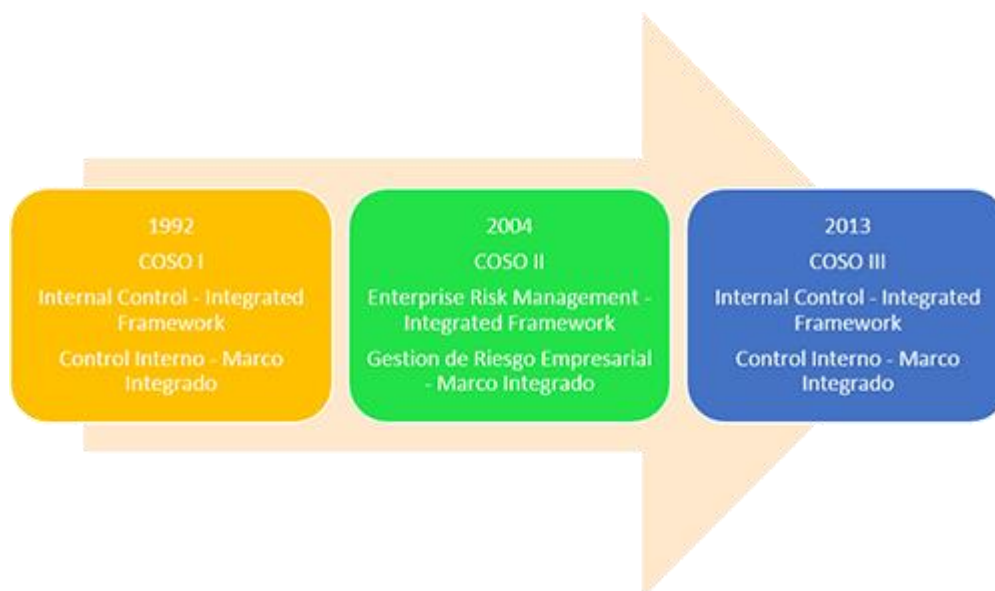 1992
COSO I
Internal Control - Integrated
Framework
Control Interno - Marco
Integrado
2004
COSO II
Enterprise Risk Management -
Integrated Framework
Gestion de Riesgo Empresarial
- Marco Integrado
2013
COSO III
Internal Control - Integrated
Framework
Control Interno - Marco
Integrado